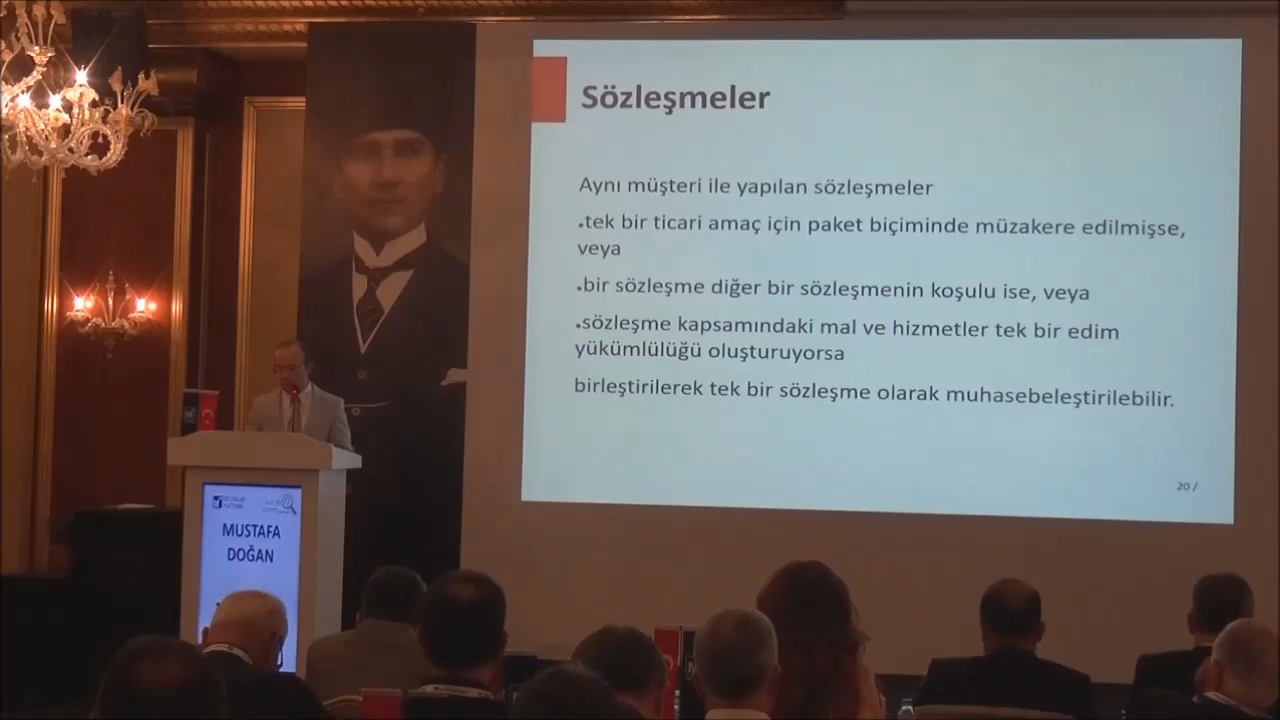 Sözleşmeler
Aynı müşteri ile yapılan sözleşmeler
•tek bir ticari amaç için paket biçiminde müzakere edilmişse,
veya
•bir sözleşme diğer bir sözleşmenin koşulu ise, veya
•sözleşme kapsamındaki mal ve hizmetler tek bir edim
yükümlülüğü oluşturuyorsa
birleştirilerek tek bir sözleşme olarak muhasebeleştirilebilir.
20 /
MUSTAFA
DOĞAN